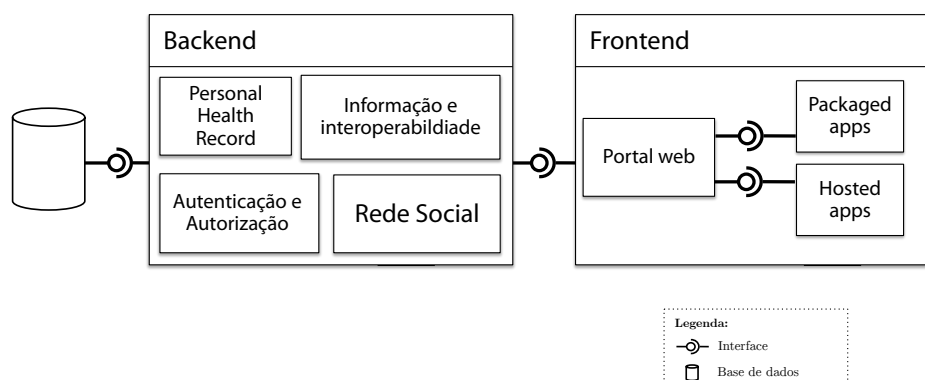 Backend
Personal
Health
Record
Informação e
interoperabildiade
Autenticação e
Autorização
Rede Social
Frontend
Portal web
Packaged
apps
Hosted
apps
Legenda:
Interface
Base de dados